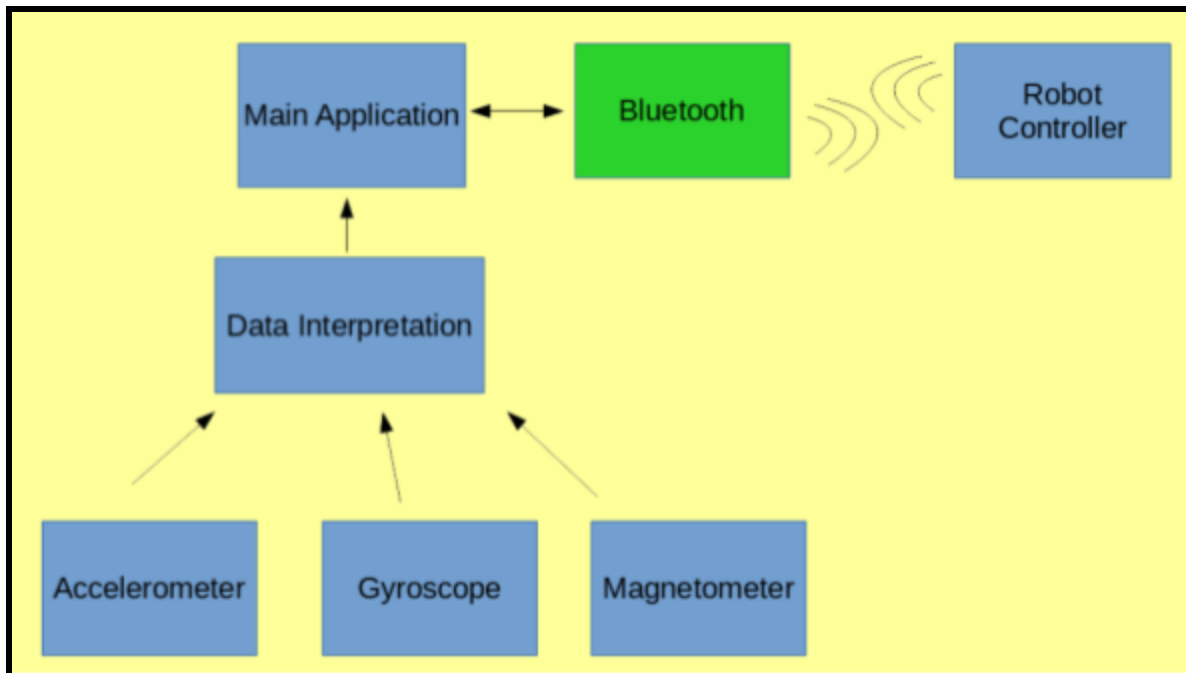 Main Application
Bluetooth
Robot
Controller
Data Interpretation
Accelerometer
Gyroscope
Magnetometer